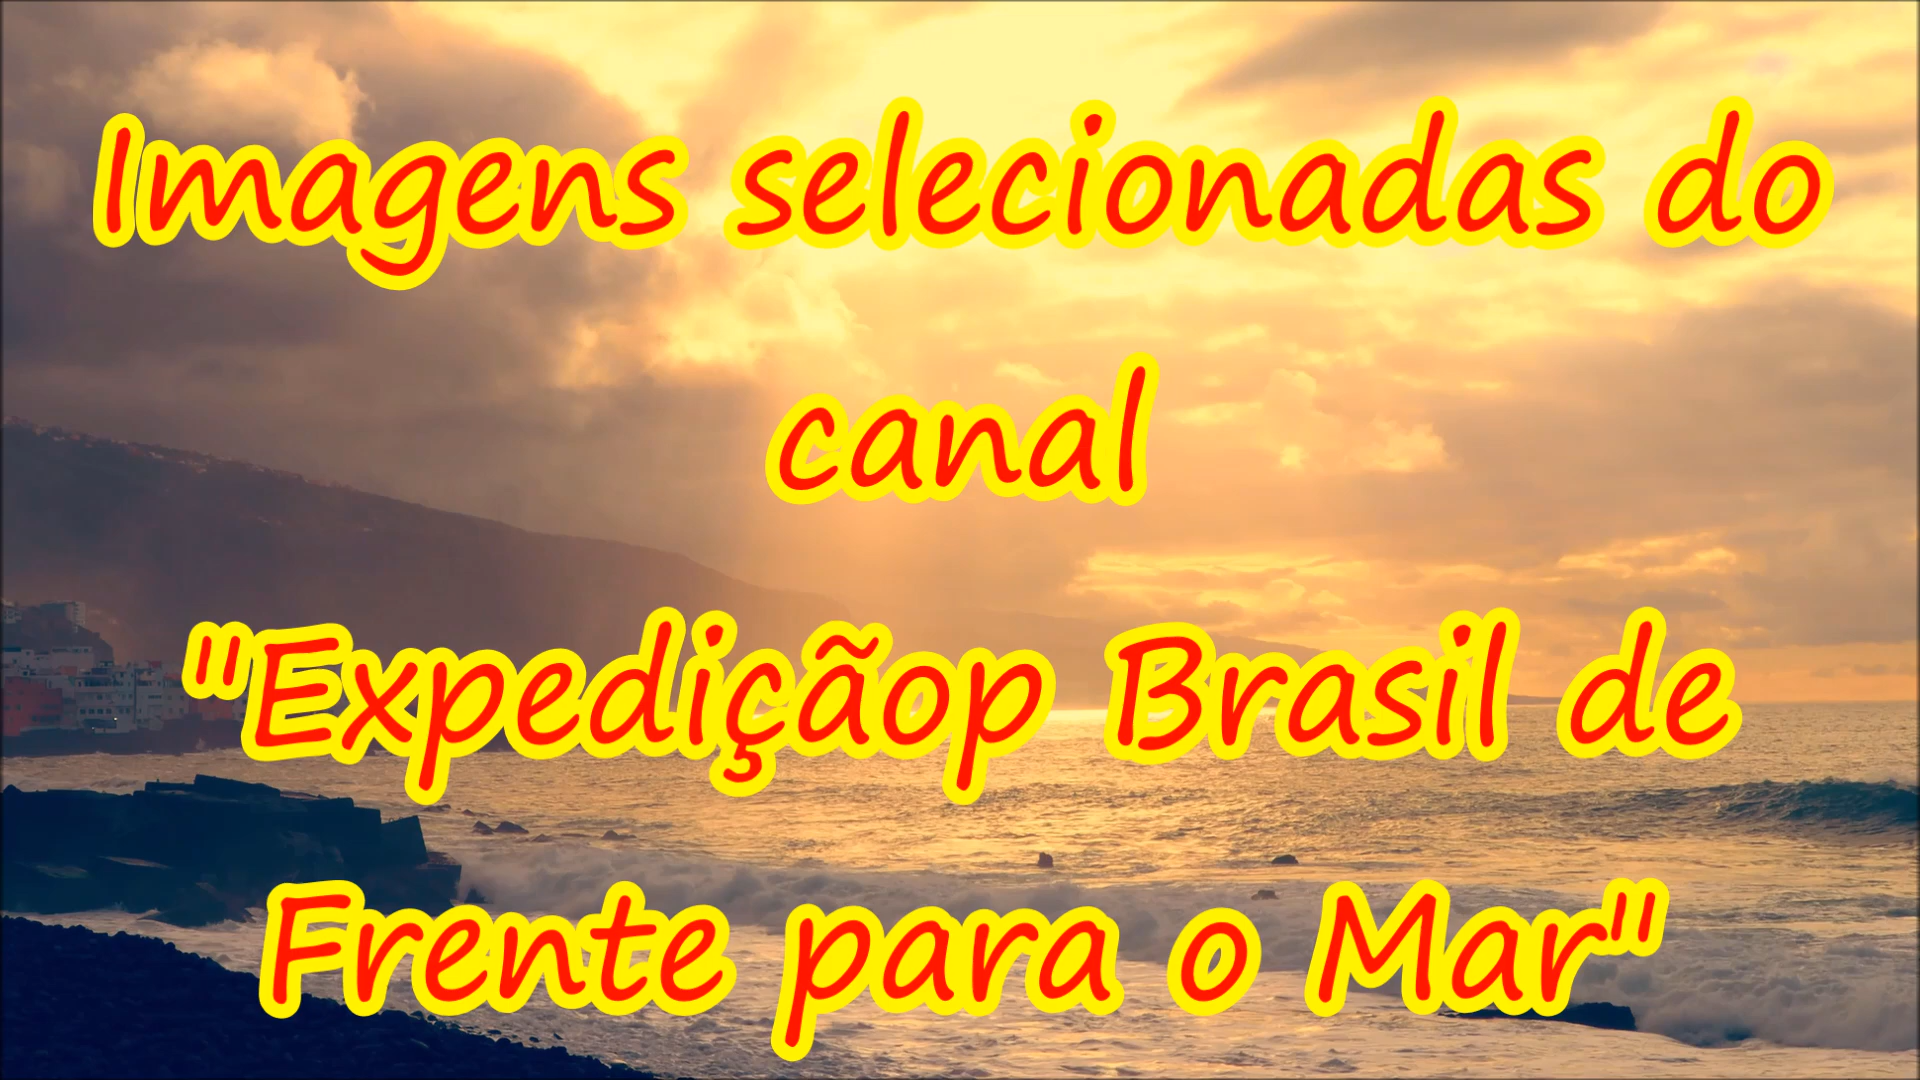 Imagens selecionadas do
canal
"Expediçãop Brasil de
Frente para o Mar"